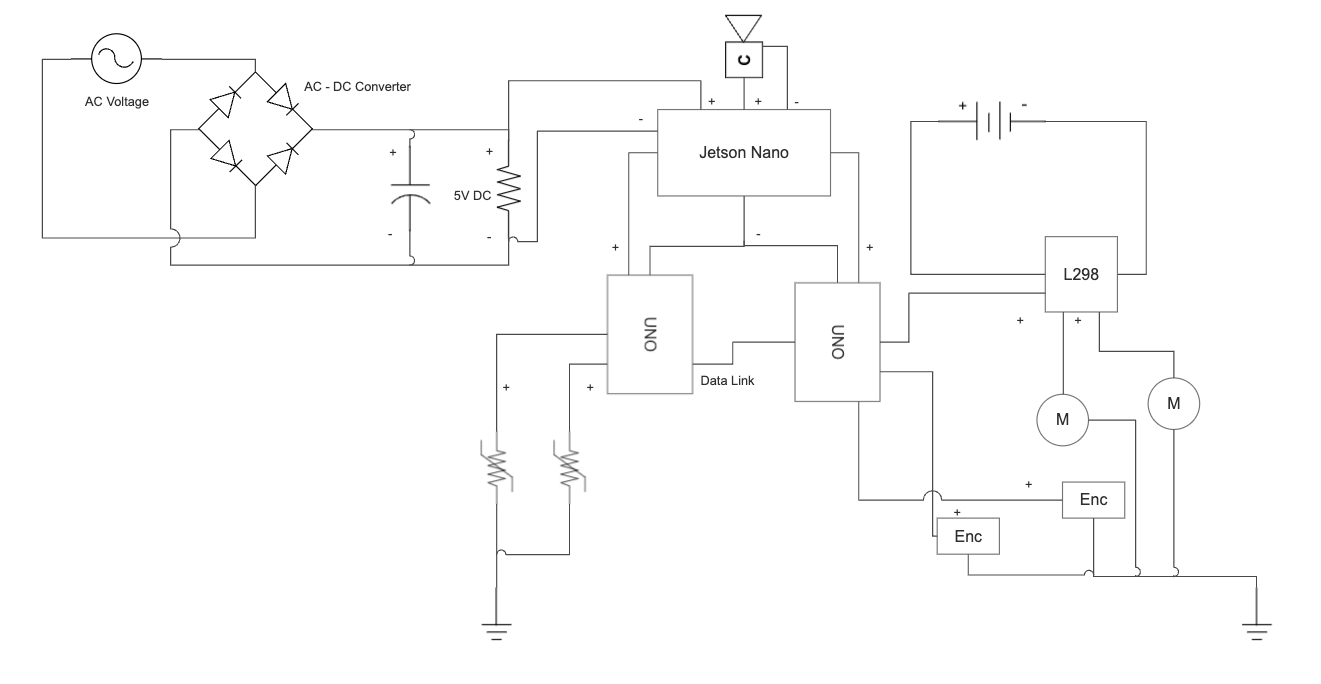 C
AC - DC Converter
AC Voltage
+ + -
+ -
-
Jetson Nano
+ +
5V DC
- -
-
+ +
L298
UNO
UNO
+ +
Data Link
+ +
M
M
+
Enc
+
Enc